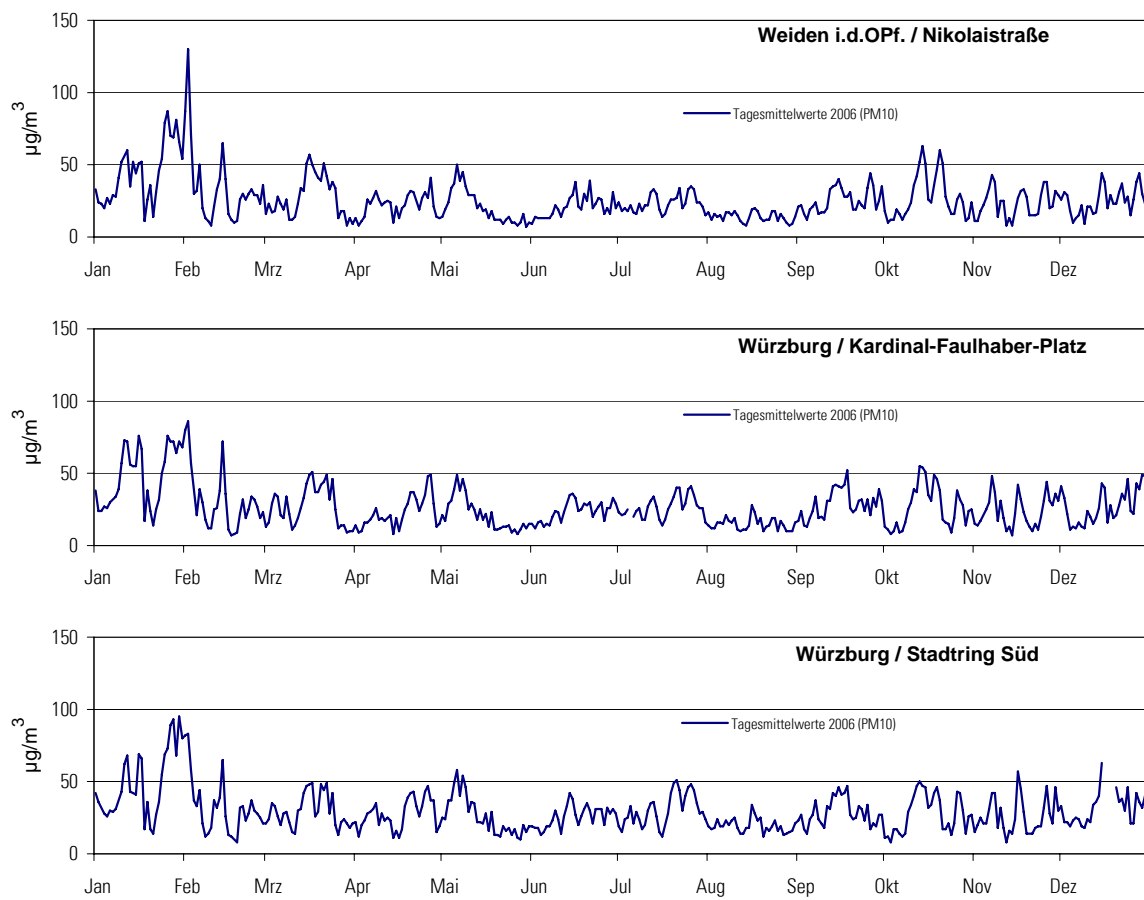 Weiden i.d.OPf. / Nikolaistraße
Tagesmittelwerte 2006 (PM10)
µg/m³
150
100
50
0
Jan Feb Mrz Apr Mai Jun Jul Aug Sep Okt Nov Dez
Würzburg / Kardinal-Faulhaber-Platz
Tagesmittelwerte 2006 (PM10)
µg/m³
150
100
50
0
Jan Feb Mrz Apr Mai Jun Jul Aug Sep Okt Nov Dez
Würzburg / Stadtring Süd
Tagesmittelwerte 2006 (PM10)
µg/m³
150
100
50
0
Jan Feb Mrz Apr Mai Jun Jul Aug Sep Okt Nov Dez